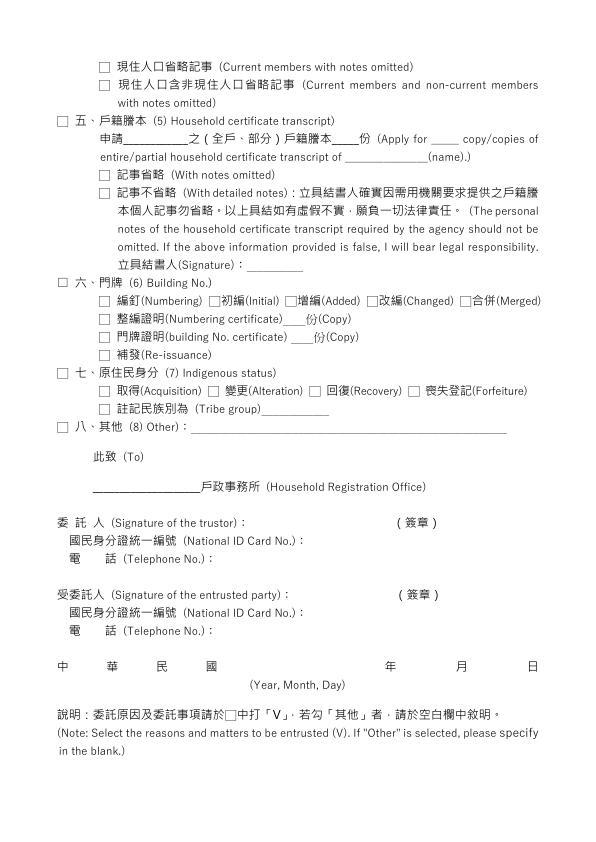 □ 現住人口省略記事 (Current members with notes omitted)
□ 現住人口含非現住人口省略記事 (Current members and non-current members
with notes omitted)
□ 五、戶籍謄本 (5) Household certificate transcript)
申請____________之 ( 全戶、部分 ) 戶籍謄本_____份 (Apply for _____ copy/copies of
entire/partial household certificate transcript of _______________(name).)
□ 記事省略 (With notes omitted)
□ 記事不省略 (With detailed notes)：立具結書人確實因需用機關要求提供之戶籍謄
本個人記事勿省略。以上具結如有虛假不實，願負一切法律責任。 (The personal
notes of the household certificate transcript required by the agency should not be
omitted. If the above information provided is false, I will bear legal responsibility.
立具結書人(Signature)：__________
□ 六、門牌 (6) Building No.)
□ 編釘(Numbering) □初編(Initial) □增編(Added) □改編(Changed) □合併(Merged)
□ 整編證明(Numbering certificate)____份(Copy)
□ 門牌證明(building No. certificate) ____份(Copy)
□ 補發(Re-issuance)
□ 七、原住民身分 (7) Indigenous status)
□ 取得(Acquisition) □ 變更(Alteration) □ 回復(Recovery) □ 喪失登記(Forfeiture)
□ 註記民族別為 (Tribe group)____________
□ 八、其他 (8) Other)：________________________________________________________
此致 (To)
____________________戶政事務所 (Household Registration Office)
委 託 人 (Signature of the trustor)： ( 簽章 )
國民身分證統一編號 (National ID Card No.)：
電 話 (Telephone No.)：
受委託人 (Signature of the entrusted party)： ( 簽章 )
國民身分證統一編號 (National ID Card No.)：
電 話 (Telephone No.)：
中 華 民 國 年 月 日
(Year, Month, Day)
說明：委託原因及委託事項請於□中打「V」，若勾「其他」者，請於空白欄中敘明。
(Note: Select the reasons and matters to be entrusted (V). If "Other" is selected, please specify
in the blank.)